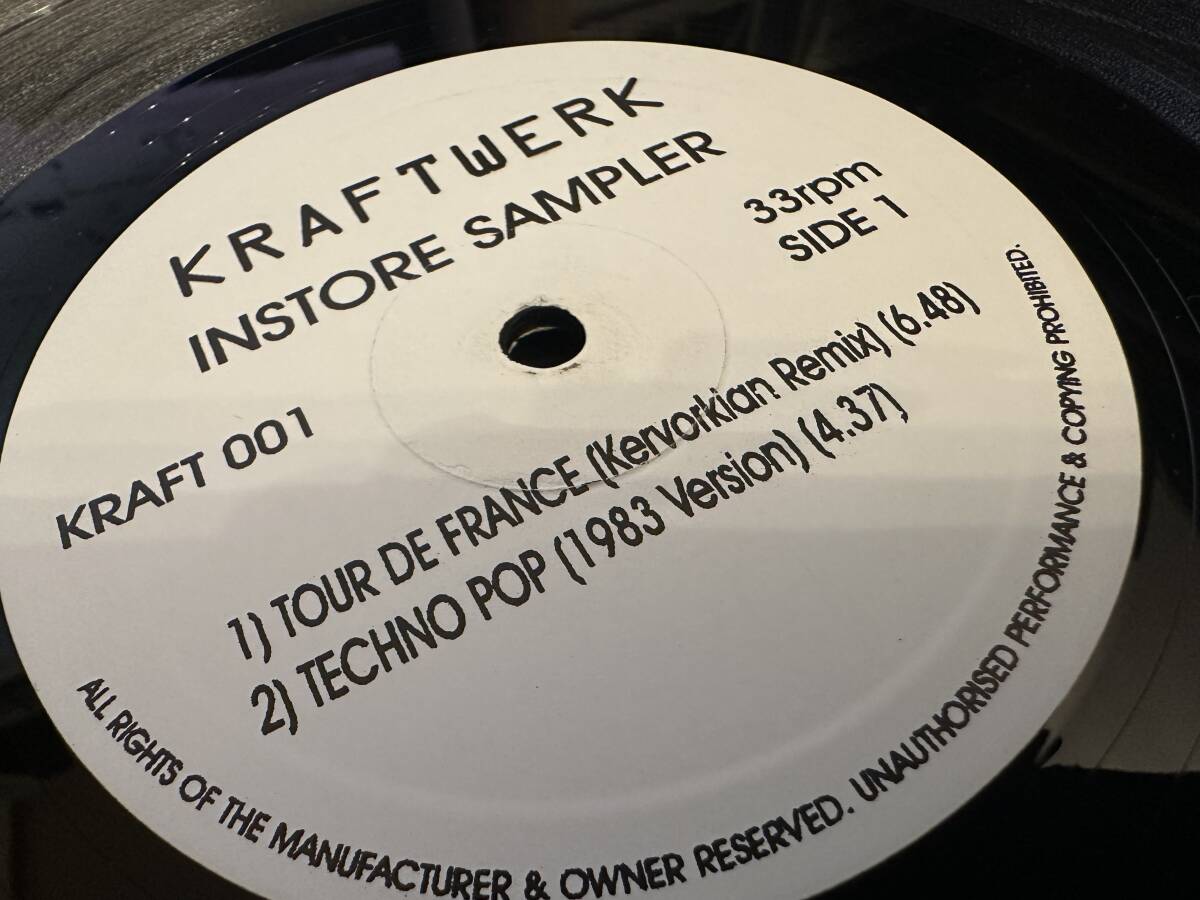 KRAFTWERK
INSTORE SAMPLER
33rpm
SIDE 1
KRAFT 001
1) TOUR DE FRANCE (Kervorkian Remix) (6.48)
2) TECHNO POP (1983 Version) (4.37)
ALL RIGHTS OF THE MANUFACTURER & OWNER RESERVED. UNAUTHORISED PERFORMANCE & COPYING PROHIBITED.